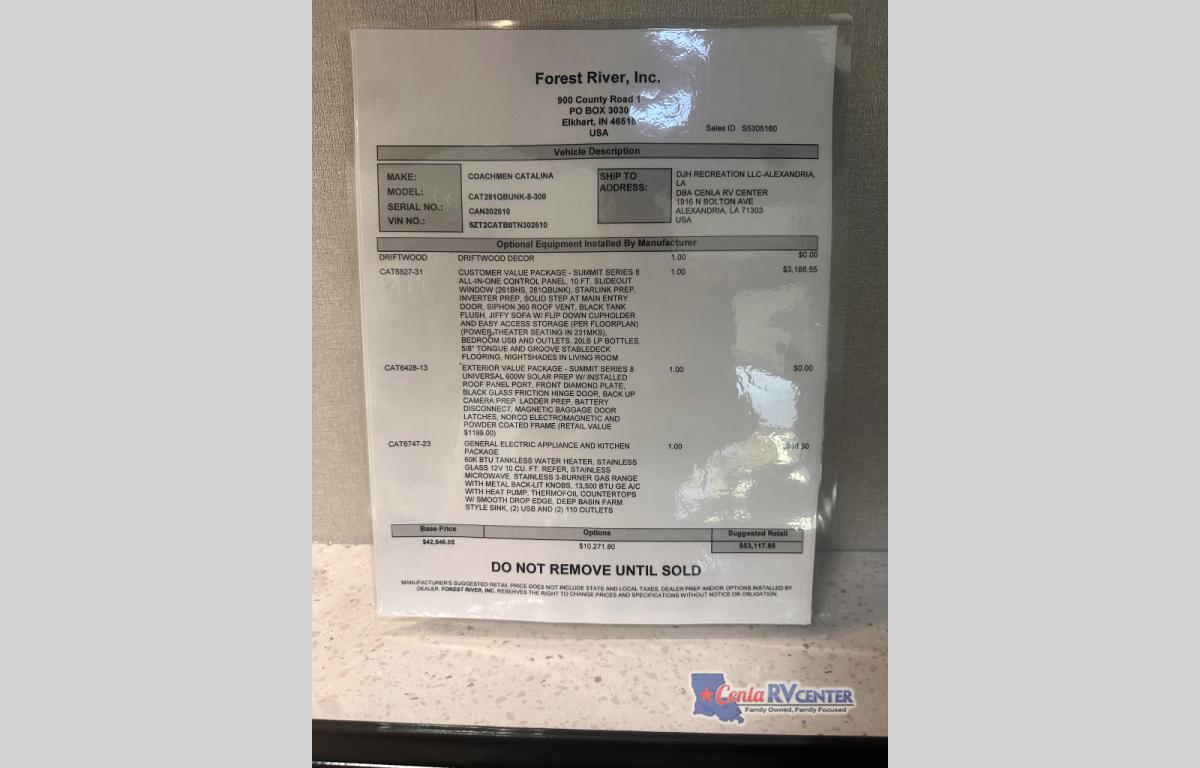 Forest River, Inc.
900 County Road 1
PO BOX 3030
Elkhart, IN 46515
USA
Sales ID S5305160
Vehicle Description
MAKE: COACHMEN CATALINA
MODEL: CAT281QBUNK-8-300
SERIAL NO.: CAN302610
VIN NO.: 5ZT2CATB0TN302610
SHIP TO
ADDRESS:
DJH RECREATION LLC-ALEXANDRIA,
LA
DBA CENLA RV CENTER
1916 N BOLTON AVE
ALEXANDRIA, LA 71303
USA
Optional Equipment Installed By Manufacturer
DRIFTWOOD DRIFTWOOD DECOR 1.00 $0.00
CAT6827-31 CUSTOMER VALUE PACKAGE - SUMMIT SERIES 8 1.00 $3,188.55
ALL-IN-ONE CONTROL PANEL, 10 FT. SLIDEOUT
WINDOW (261BHS, 281QBUNK), STARLINK PREP,
INVERTER PREP, SOLID STEP AT MAIN ENTRY
DOOR, SIPHON 360 ROOF VENT, BLACK TANK
FLUSH, JIFFY SOFA W/ FLIP DOWN CUPHOLDER
AND EASY ACCESS STORAGE (PER FLOORPLAN)
(POWER THEATER SEATING IN 231MKS),
BEDROOM USB AND OUTLETS, 20LB LP BOTTLES,
5/8" TONGUE AND GROOVE STABLEDECK
FLOORING, NIGHTSHADES IN LIVING ROOM
CAT6428-13 EXTERIOR VALUE PACKAGE - SUMMIT SERIES 8 1.00 $0.00
UNIVERSAL 600W SOLAR PREP W/ INSTALLED
ROOF PANEL PORT, FRONT DIAMOND PLATE,
BLACK GLASS FRICTION HINGE DOOR, BACK UP
CAMERA PREP, LADDER PREP, BATTERY
DISCONNECT, MAGNETIC BAGGAGE DOOR
LATCHES, NORCO ELECTROMAGNETIC AND
POWDER COATED FRAME (RETAIL VALUE
$1199.00)
CAT6747-23 GENERAL ELECTRIC APPLIANCE AND KITCHEN 1.00
PACKAGE
60K BTU TANKLESS WATER HEATER, STAINLESS
GLASS 12V 10 CU. FT. REFER, STAINLESS
MICROWAVE, STAINLESS 3-BURNER GAS RANGE
WITH METAL BACK-LIT KNOBS, 13,500 BTU GE A/C
WITH HEAT PUMP, THERMOFOIL COUNTERTOPS
W/ SMOOTH DROP EDGE, DEEP BASIN FARM
STYLE SINK, (2) USB AND (2) 110 OUTLETS
Base Price Options Suggested Retail
$42,846.05 $10,271.80 $53,117.85
DO NOT REMOVE UNTIL SOLD
MANUFACTURER'S SUGGESTED RETAIL PRICE DOES NOT INCLUDE STATE AND LOCAL TAXES, DEALER PREP AND/OR OPTIONS INSTALLED BY
DEALER. FOREST RIVER, INC. RESERVES THE RIGHT TO CHANGE PRICES AND SPECIFICATIONS WITHOUT NOTICE OR OBLIGATION.
Cenla RV CENTER
Family Owned, Family Focused